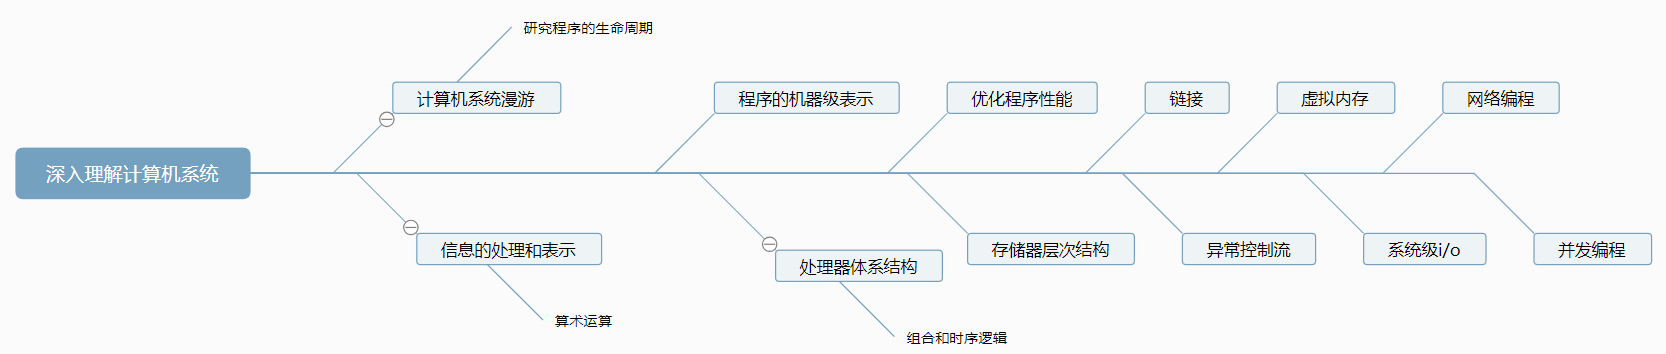 研究程序的生命周期
计算机系统漫游
程序的机器级表示
优化程序性能
链接
虚拟内存
网络编程
深入理解计算机系统
信息的处理和表示
处理器体系结构
存储器层次结构
异常控制流
系统级i/o
并发编程
算术运算
组合和时序逻辑